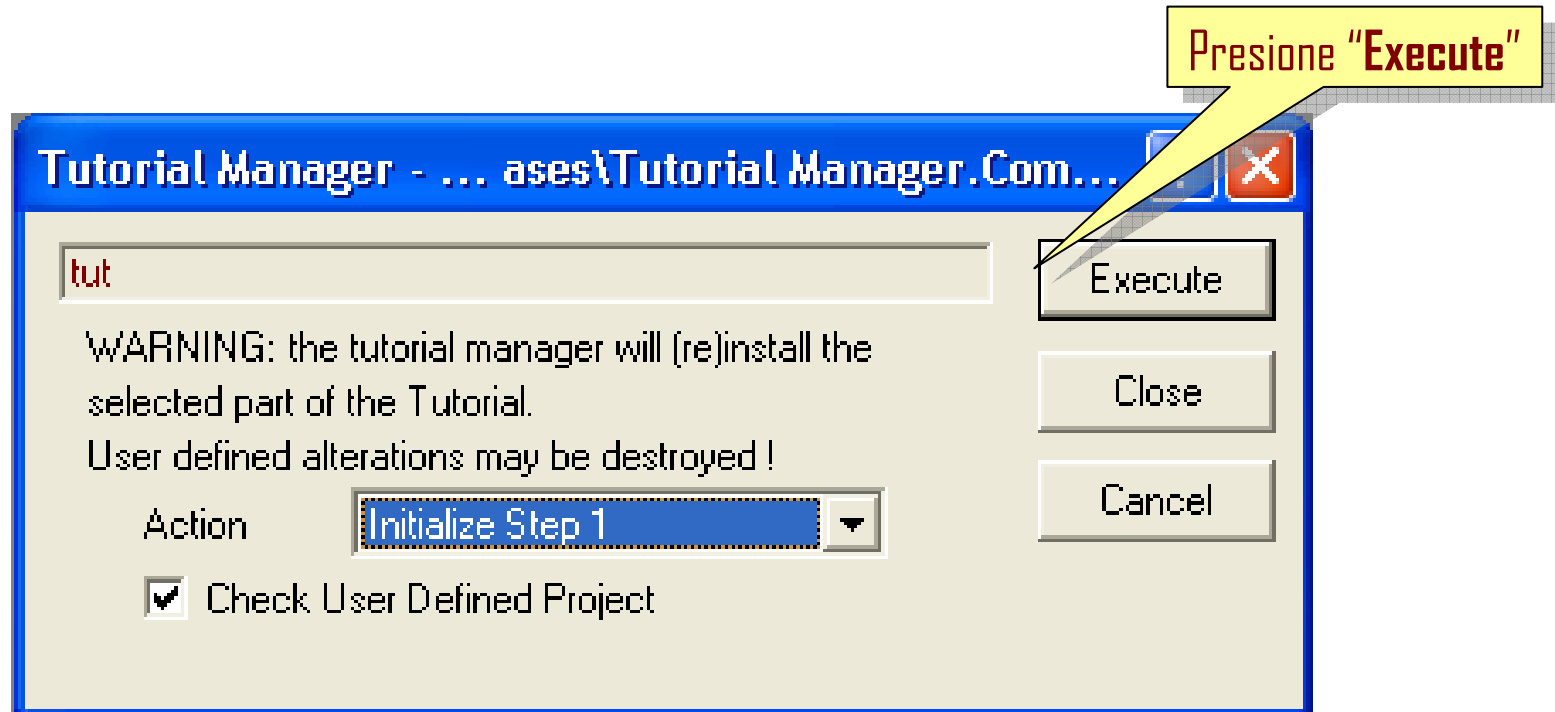 Presione “Execute”
Tutorial Manager - ... ases\Tutorial Manager.Com...
tut
Execute
WARNING: the tutorial manager will (re)install the
selected part of the Tutorial.
User defined alterations may be destroyed !
Close
Action
Initialize Step 1
Cancel
Check User Defined Project